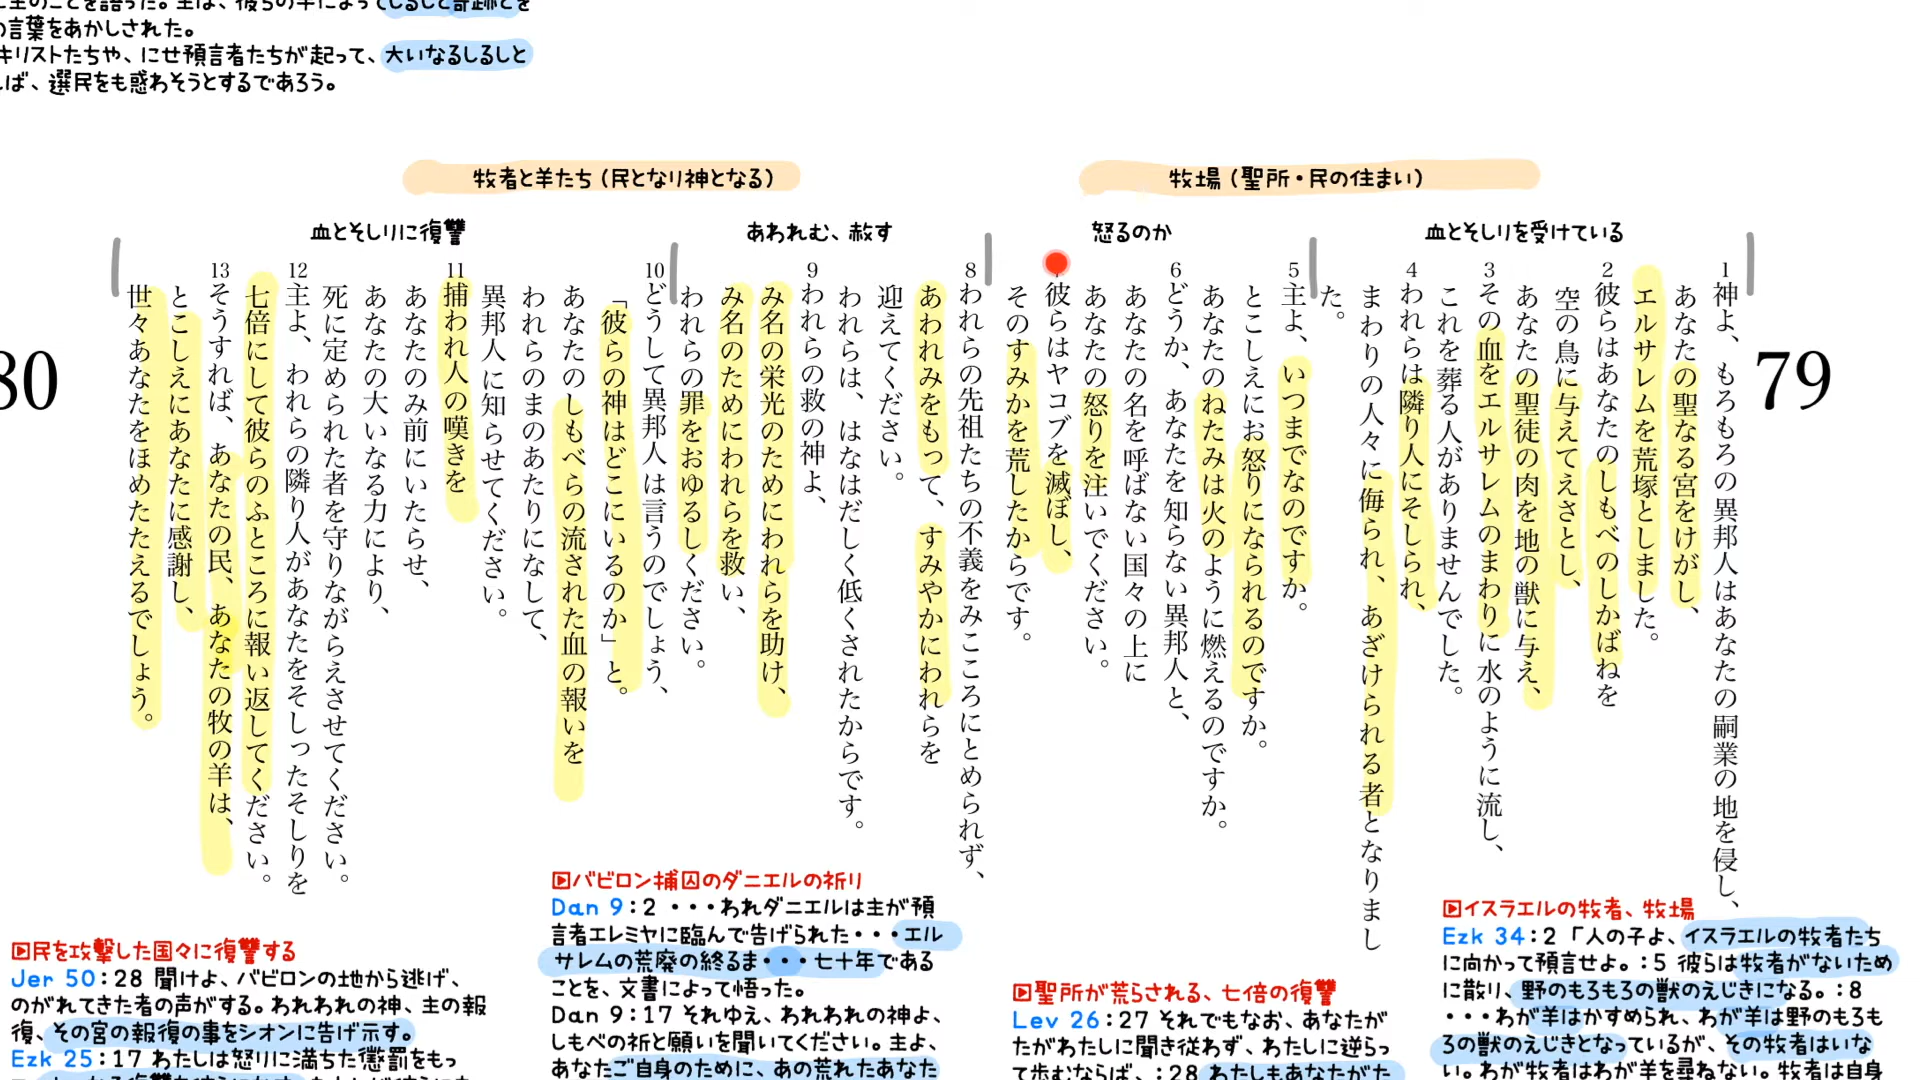 に主のことを語った。主は、彼らの手によってしるしと奇跡とを
の言葉をあかしされた。
キリストたちや、にせ預言者たちが起って、大いなるしるしと
れば、選民をも惑わそうとするであろう。
牧場（聖所・民の住まい）
牧者と羊たち（民となり神となる）
血とそしりを受けている
怒るのか
あわれむ、赦す
血とそしりに復讐
79
1神よ、もろもろの異邦人はあなたの嗣業の地を侵し、
あなたの聖なる宮をけがし、
エルサレムを荒塚としました。
2彼らはあなたのしもべのしかばねを
空の鳥に与えてえさとし、
あなたの聖徒の肉を地の獣に与え、
3その血をエルサレムのまわりに水のように流し、
これを葬る人がありませんでした。
4われらは隣り人にそしられ、
まわりの人々に侮られ、あざけられる者となりまし
た。
5主よ、いつまでなのですか。
とこしえにお怒りになられるのですか。
あなたのねたみは火のように燃えるのですか。
6どうか、あなたを知らない異邦人と、
あなたの名を呼ばない国々の上に
あなたの怒りを注いでください。
彼らはヤコブを滅ぼし、
そのすみかを荒したからです。
8われらの先祖たちの不義をみこころにとめられず、
あわれみをもって、すみやかにわれらを
迎えてください。
われらは、はなはだしく低くされたからです。
9われらの救の神よ、
み名の栄光のためにわれらを助け、
み名のためにわれらを救い、
われらの罪をおゆるしください。
10どうして異邦人は言うのでしょう、
「彼らの神はどこにいるのか」と。
あなたのしもべらの流された血の報いを
われらのまのあたりになして、
異邦人に知らせてください。
11捕われ人の嘆きを
あなたのみ前にいたらせ、
あなたの大いなる力により、
死に定められた者を守りながらえさせてください。
12主よ、われらの隣り人があなたをそしったそしりを
七倍にして彼らのふところに報い返してください。
13そうすれば、あなたの民、あなたの牧の羊は、
とこしえにあなたに感謝し、
世々あなたをほめたたえるでしょう。
80
▶イスラエルの牧者、牧場
Ezk 34：2 「人の子よ、イスラエルの牧者たち
に向かって預言せよ。：5 彼らは牧者がないため
に散り、野のもろもろの獣のえじきになる。：8
・・・わが羊はかすめられ、わが羊は野のもろも
ろの獣のえじきとなっているが、その牧者はいな
い。わが牧者はわが羊を尋ねない。牧者は自身
▶聖所が荒らされる、七倍の復讐
Lev 26：27 それでもなお、あなたが
たがわたしに聞き従わず、わたしに逆らっ
て歩むならば、：28 わたしもあなたがた
▶バビロン捕囚のダニエルの祈り
Dan 9：2 ・・・われダニエルは主が預
言者エレミヤに臨んで告げられた・・・エル
サレムの荒廃の終るま・・・七十年である
ことを、文書によって悟った。
Dan 9：17 それゆえ、われわれの神よ、
しもべの祈と願いを聞いてください。主よ、
あなたご自身のために、あの荒れたあなた
▶民を攻撃した国々に復讐する
Jer 50：28 聞けよ、バビロンの地から逃げ、
のがれてきた者の声がする。われわれの神、主の報
復、その宮の報復の事をシオンに告げ示す。
Ezk 25：17 わたしは怒りに満ちた懲罰をもっ